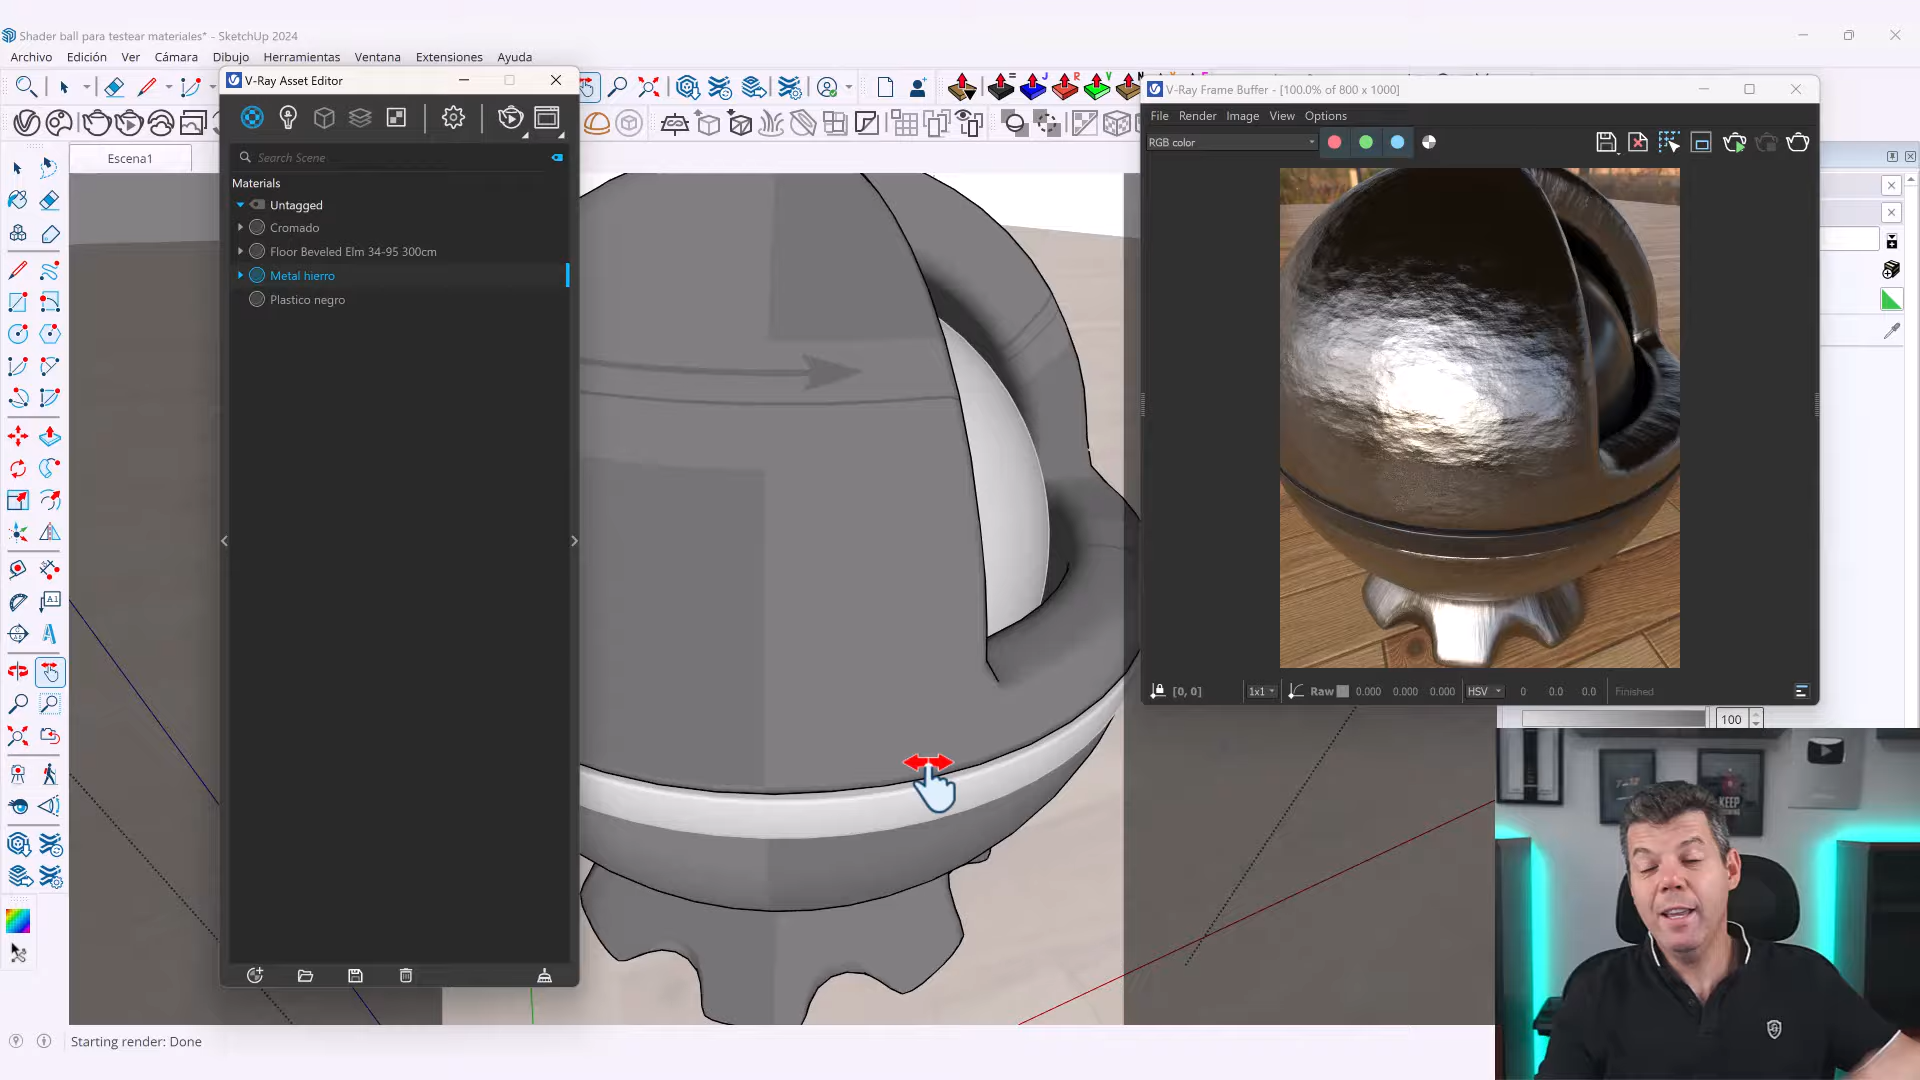 Shader ball para testear materiales* - SketchUp 2024
Archivo Edición Ver Cámara Dibujo Herramientas Ventana Extensiones Ayuda
V-Ray Asset Editor
V-Ray Frame Buffer - [100.0% of 800 x 1000]
File Render Image View Options
RGB color
Escena1
Search Scene
Materials
Untagged
Cromado
Floor Beveled Elm 34-95 300cm
Metal hierro
Plastico negro
[0, 0] 1x1 Raw 0.000 0.000 0.000 HSV 0 0.0 0.0 Finished
100
KEEP
Starting render: Done